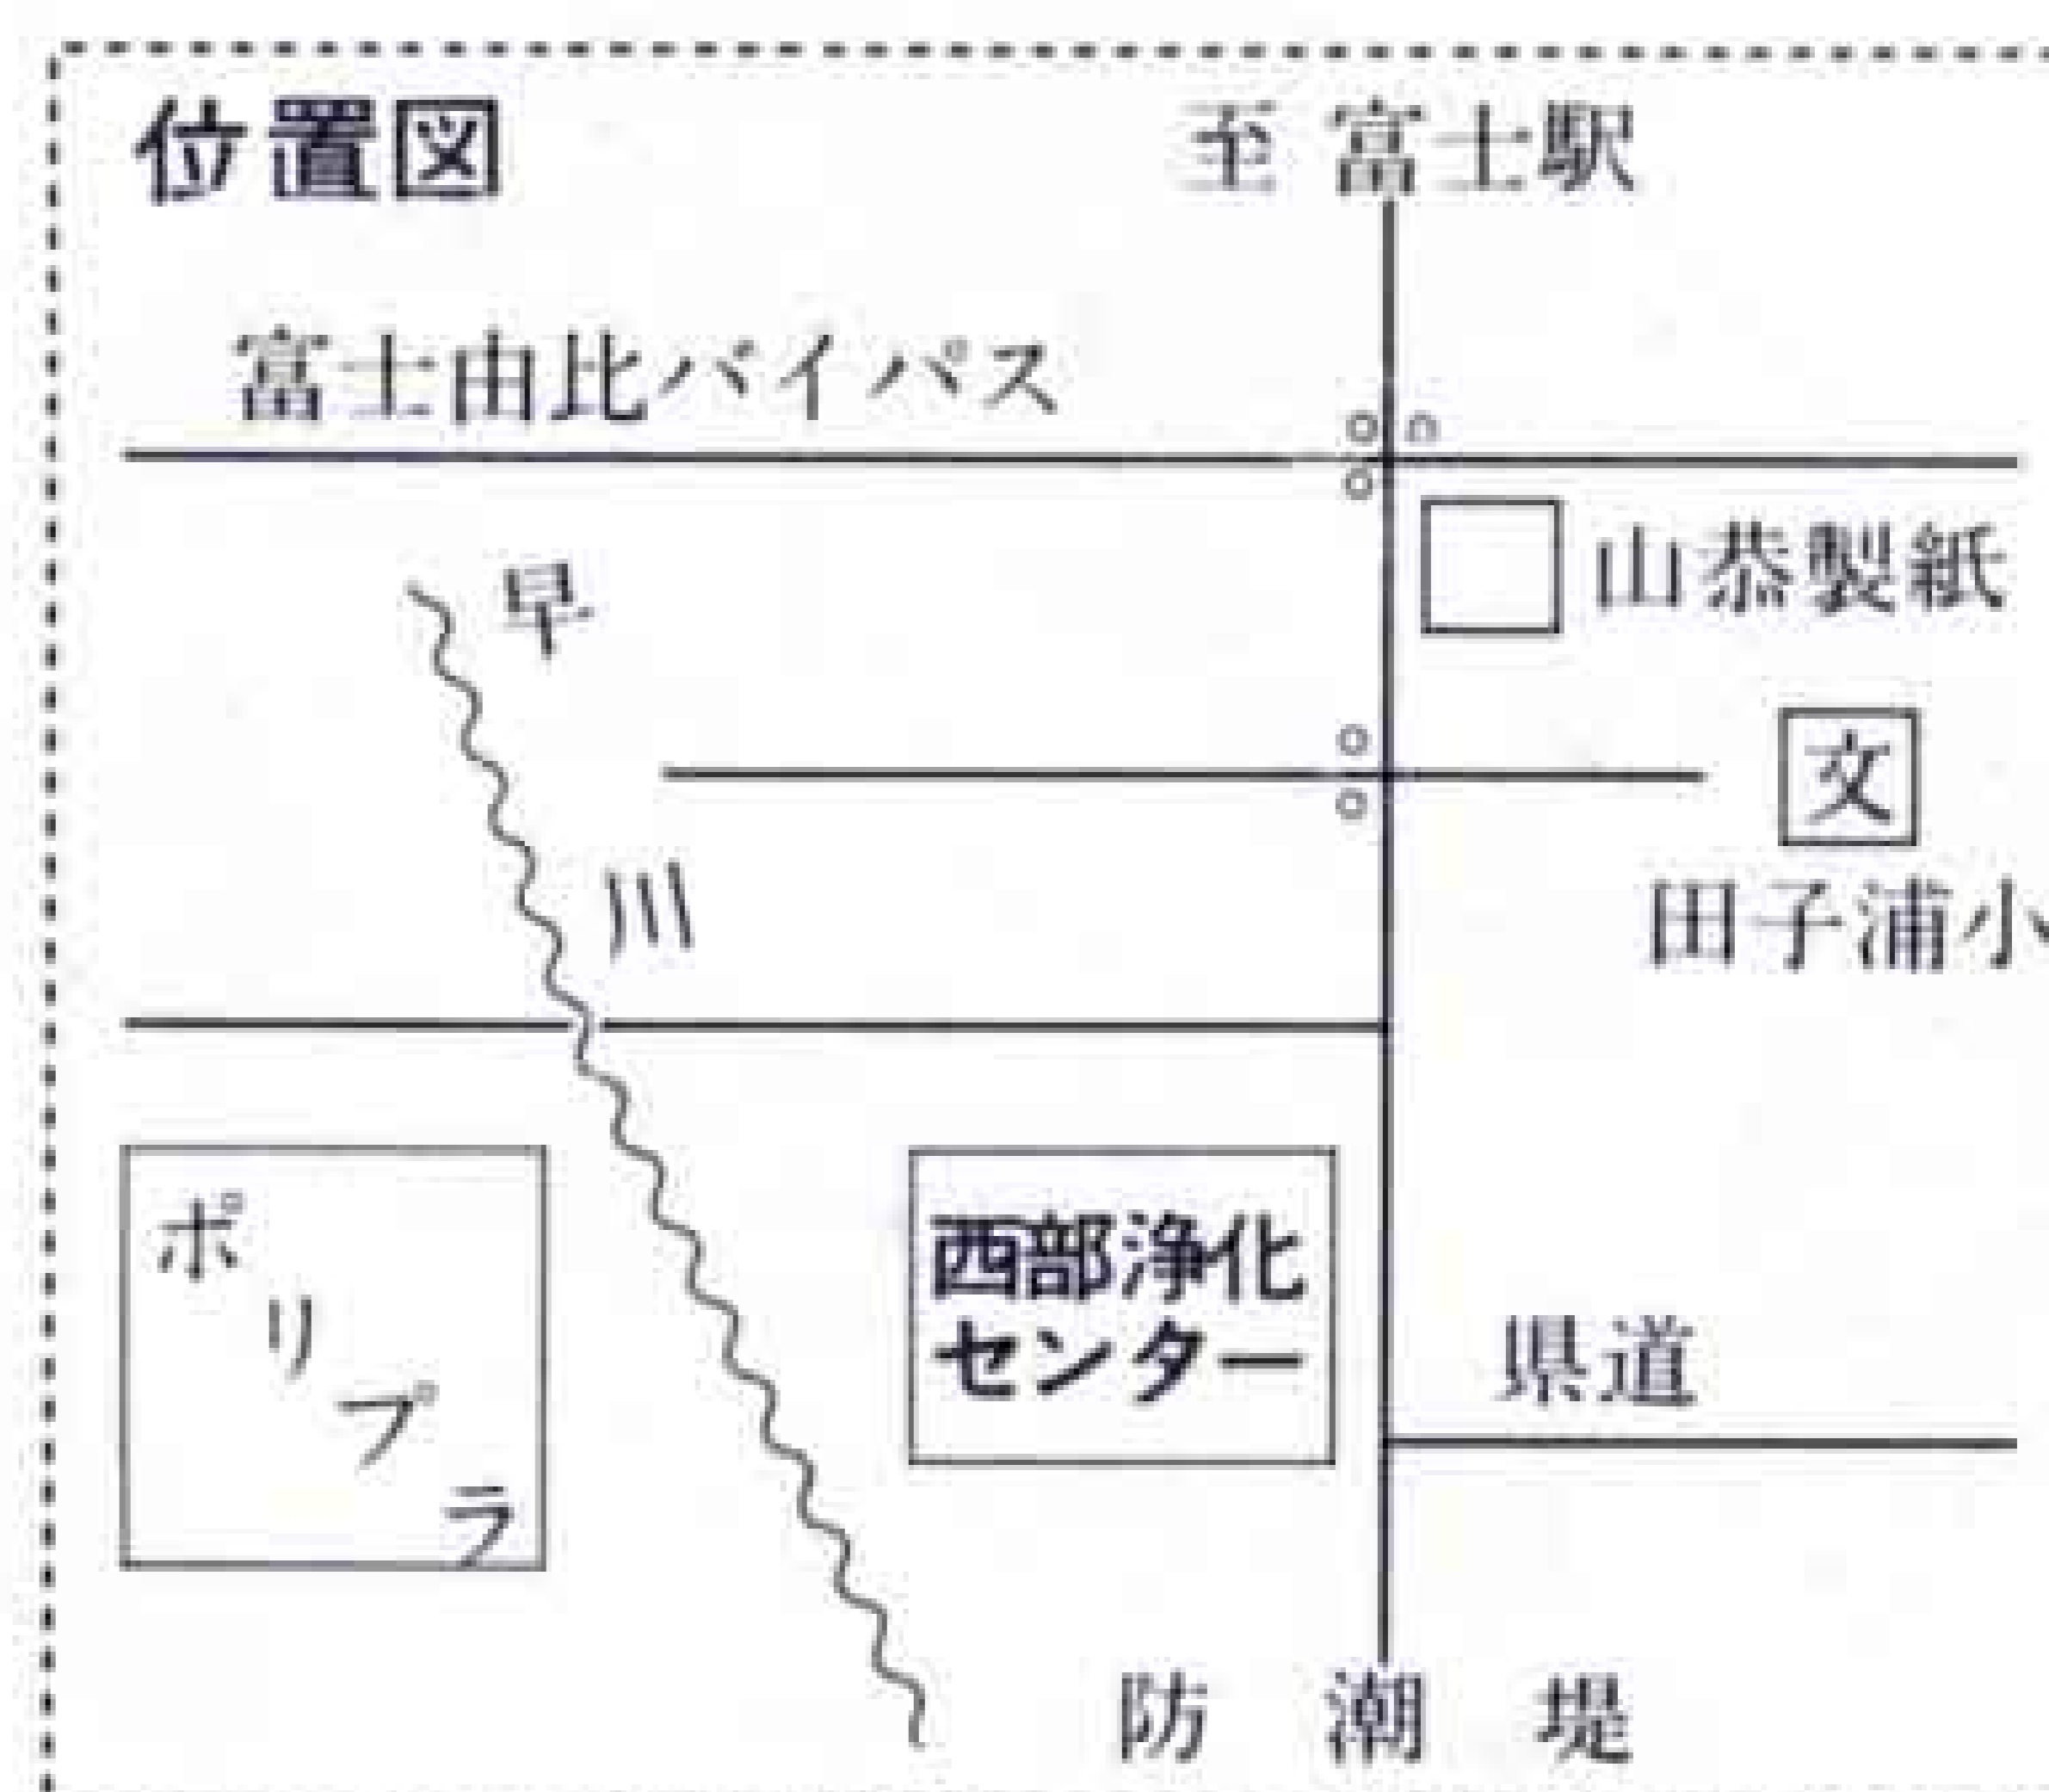 位置図
至 富士駅
富士由比バイパス
山恭製紙
早川
文
田子浦小
ポリプラ
西部浄化
センター
県道
防潮堤